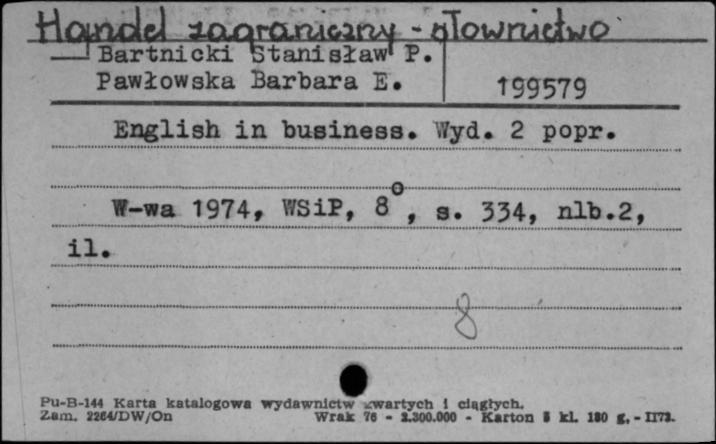 Handel zagraniczny - słownictwo
Bartnicki Stanisław P.
Pawłowska Barbara E.
199579
English in business. Wyd. 2 popr.
W-wa 1974, WSiP, 8°, s. 334, nlb.2,
il.
8
Pu-B-144 Karta katalogowa wydawnictw zwartych i ciągłych.
Zam. 2264/DW/On Wrak 76 - 2.300.000 - Karton 5 kl. 180 g. - II73.